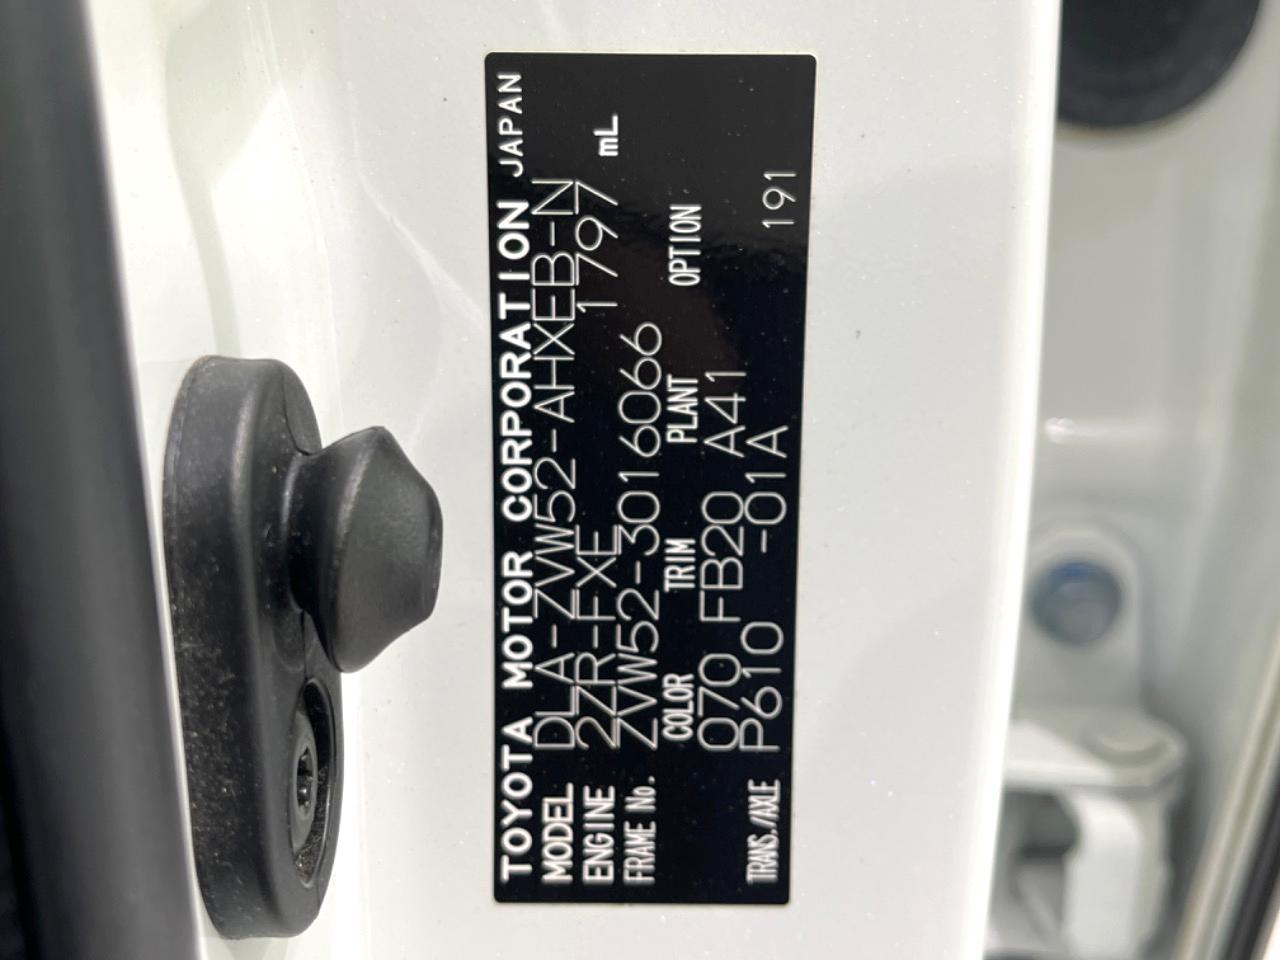 TOYOTA MOTOR CORPORATION JAPAN
MODEL DLA-ZVW52-AHXEB-N
ENGINE 2ZR-FXE 1797 mL
FRAME No. ZVW52-3016066
COLOR TRIM PLANT OPTION
070 FB20 A41
TRANS./AXLE P610 -01A 191